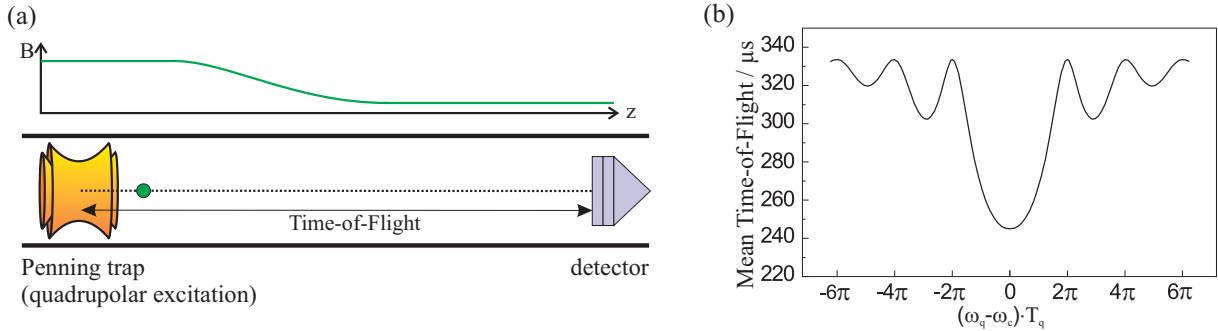 (a)
B
z
Time-of-Flight
Penning trap
(quadrupolar excitation)
detector
(b)
Mean Time-of-Flight / μs
340
320
300
280
260
240
220
-6π -4π -2π 0 2π 4π 6π
(ω_q-ω_c)·T_q